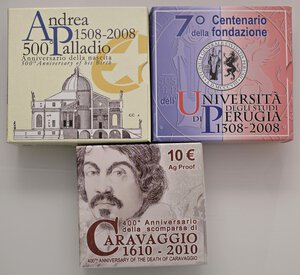 Andrea
1508-2008
500° Palladio
Anniversario della nascita
500th Anniversary of his birth
7° Centenario
della fondazione
dell'UNIVERSITÀ
DEGLI STUDI
DI PERUGIA
1308-2008
10 €
Ag Proof
400° Anniversario
della scomparsa di
CARAVAGGIO
1610 - 2010
400TH ANNIVERSARY OF THE DEATH OF CARAVAGGIO